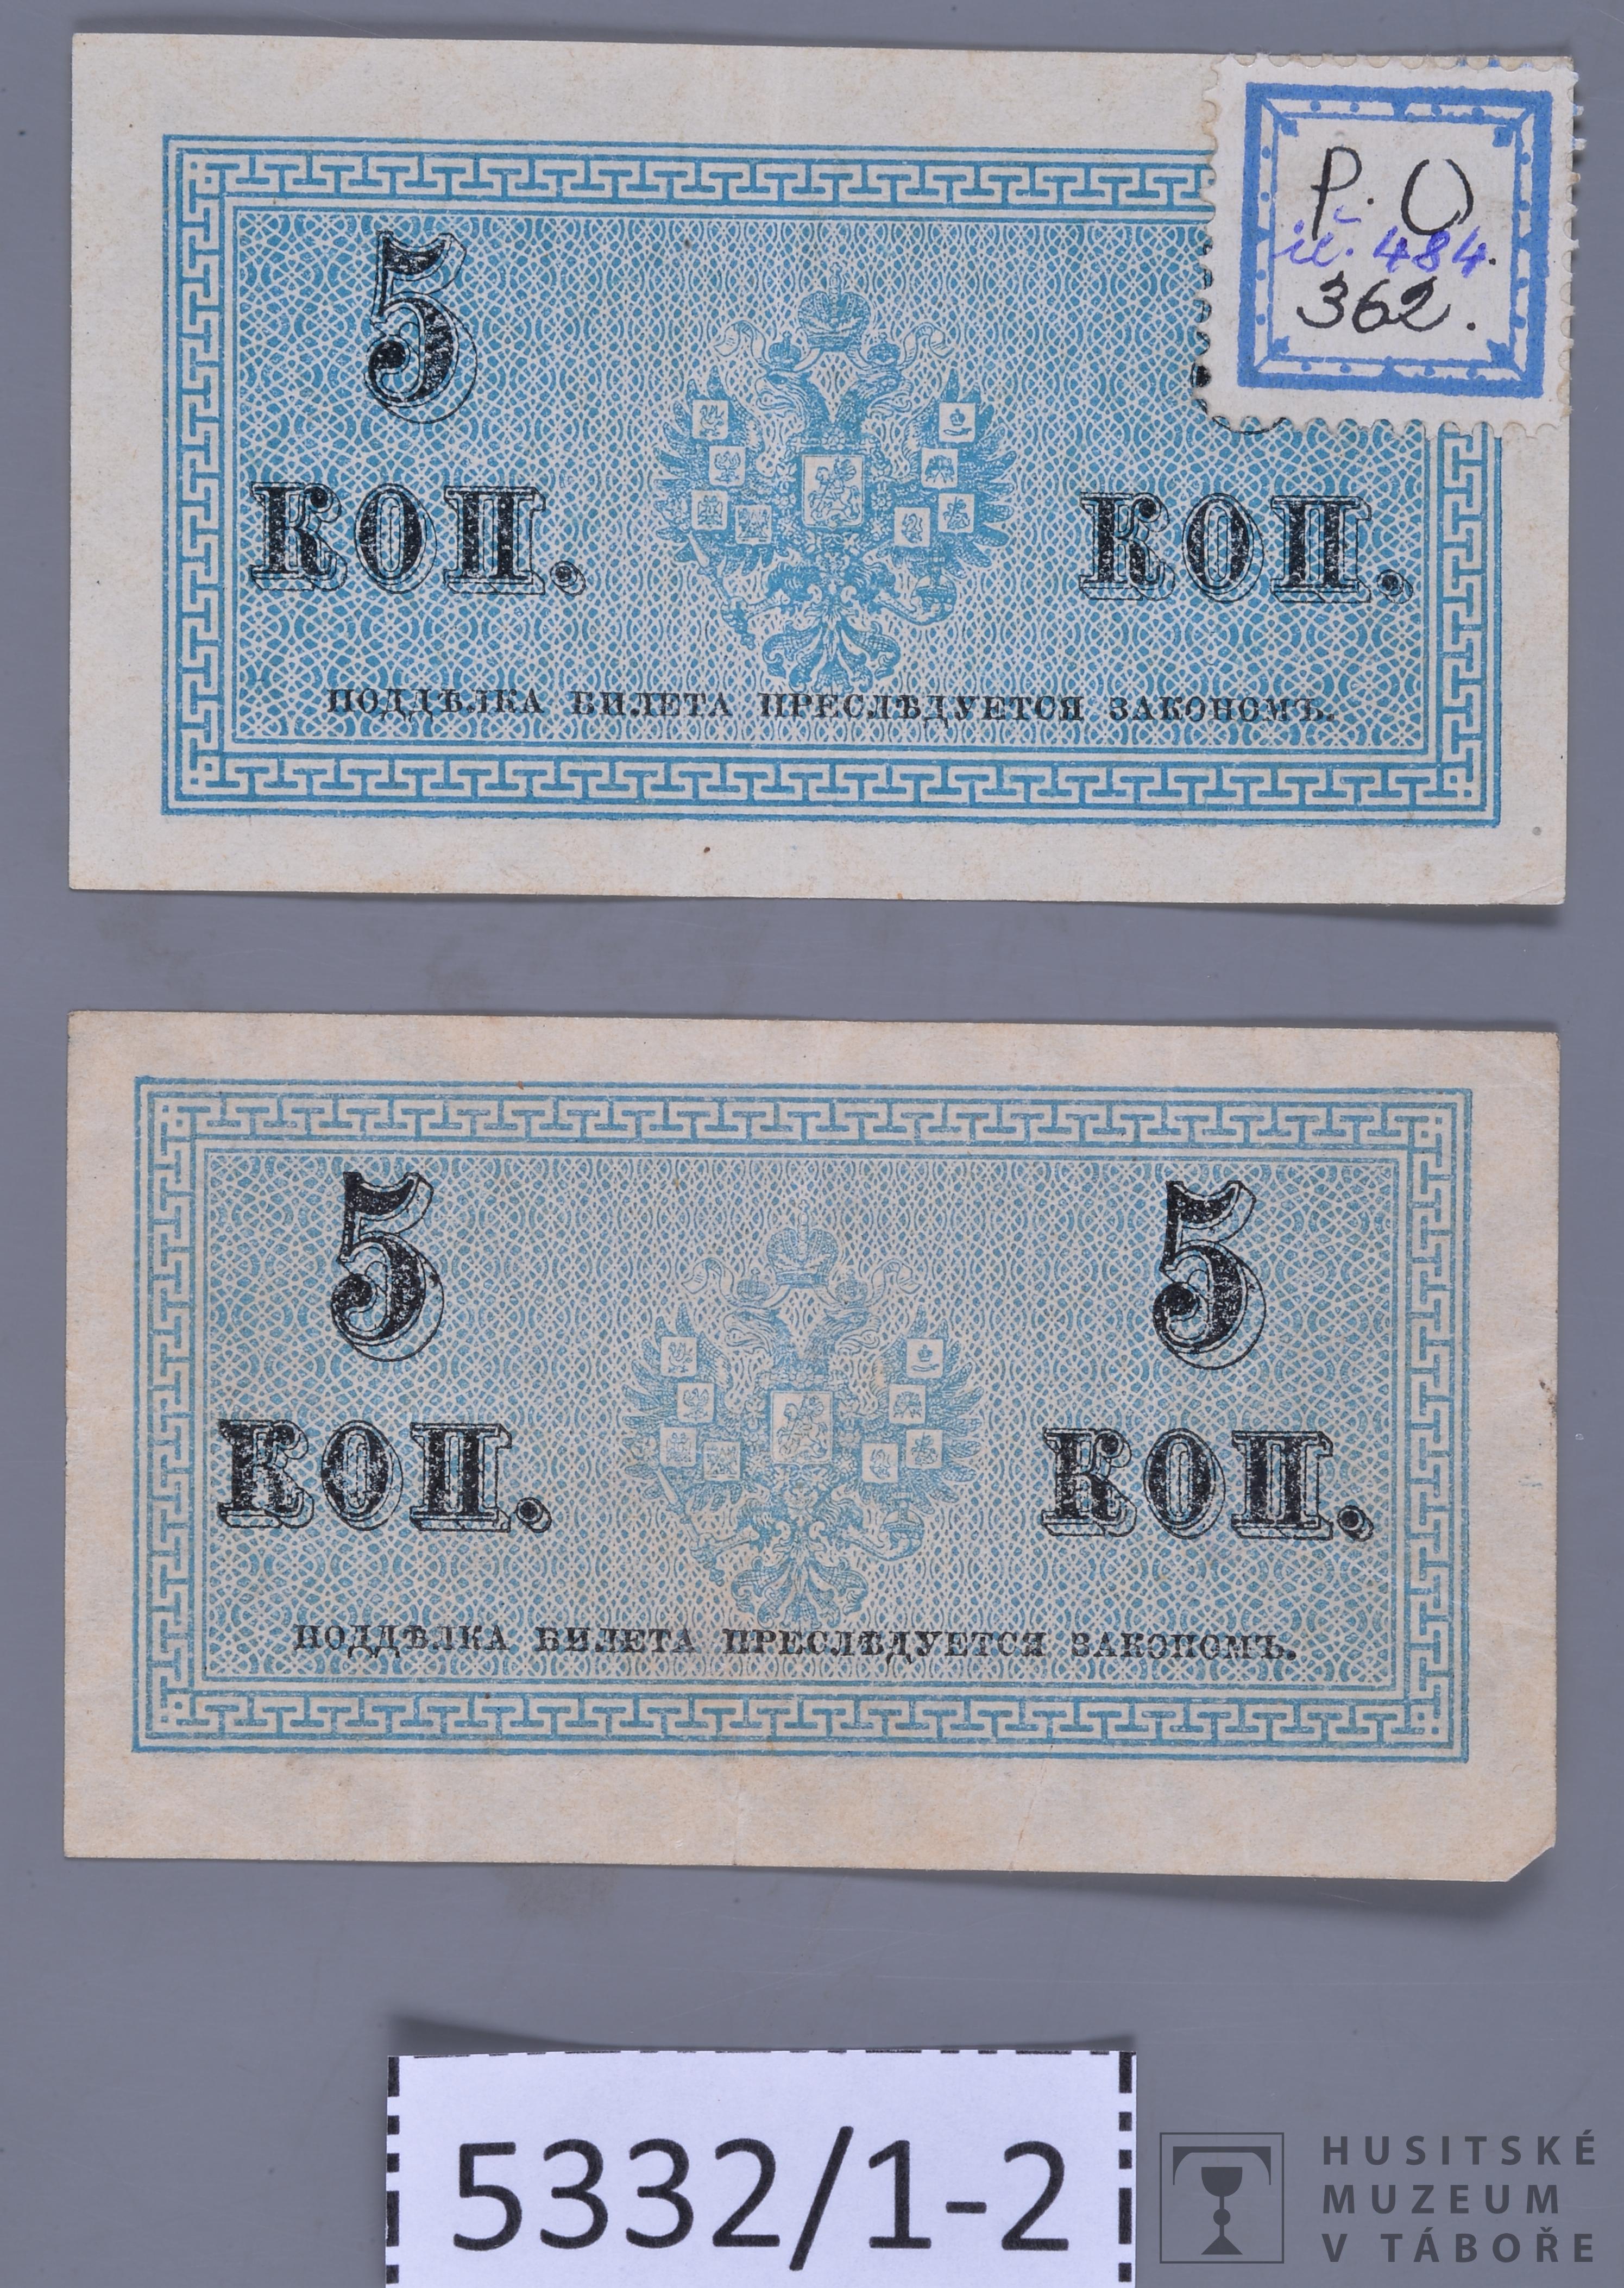 P. O
ič. 484.
362.
5
КОП. КОП.
ПОДДѢЛКА БИЛЕТА ПРЕСЛѢДУЕТСЯ ЗАКОНОМЪ.
5 5
КОП. КОП.
ПОДДѢЛКА БИЛЕТА ПРЕСЛѢДУЕТСЯ ЗАКОНОМЪ.
5332/1-2
HUSITSKÉ
MUZEUM
V TÁBOŘE